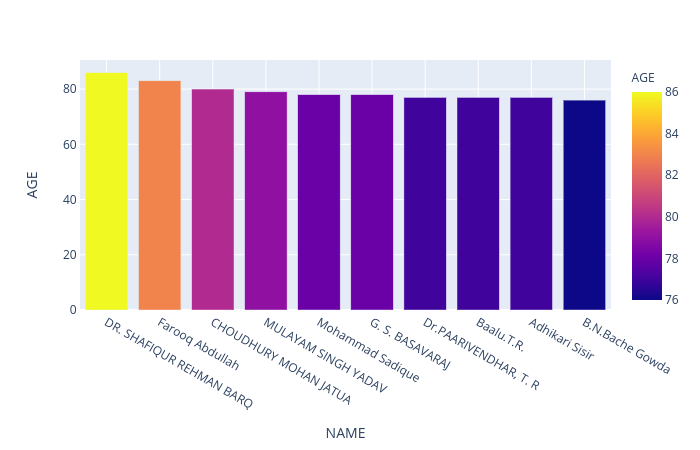 AGE
86
84
82
80
78
76
AGE
80
60
40
20
0
DR. SHAFIQUR REHMAN BARQ
Farooq Abdullah
CHOUDHURY MOHAN JATUA
MULAYAM SINGH YADAV
Mohammad Sadique
G. S. BASAVARAJ
Dr.PAARIVENDHAR, T. R
Baalu.T.R.
Adhikari Sisir
B.N.Bache Gowda
NAME